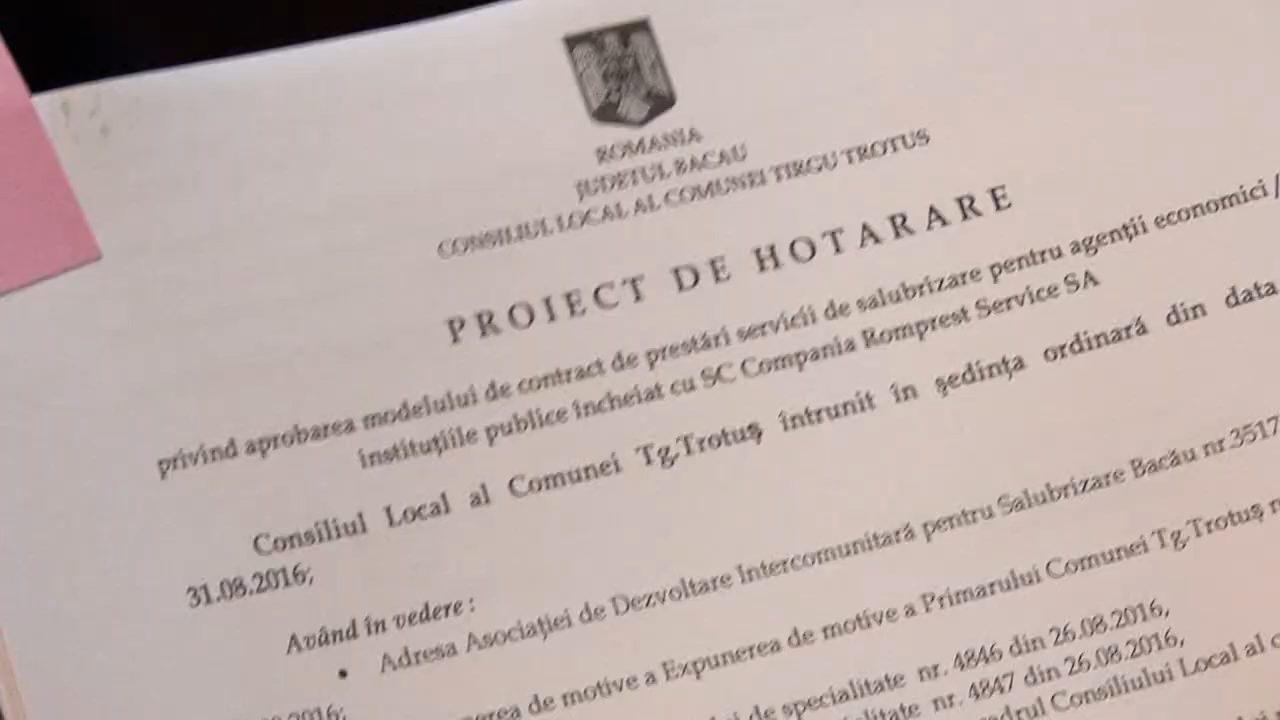 ROMANIA
JUDETUL BACAU
CONSILIUL LOCAL AL COMUNEI TIRGU TROTUS
PROIECT DE HOTARARE
privind aprobarea modelului de contract de prestări servicii de salubrizare pentru agenții economici /
instituțiile publice încheiat cu SC Compania Romprest Service SA
Consiliul Local al Comunei Tg.Trotuș întrunit în ședința ordinară din data
31.08.2016;
Având în vedere :
• Adresa Asociației de Dezvoltare Intercomunitară pentru Salubrizare Bacău nr.3517
de motive a Expunerea de motive a Primarului Comunei Tg.Trotuș
2016;
de specialitate nr. 4846 din 26.08.2016,
nr. 4847 din 26.08.2016,
Consiliului Local al